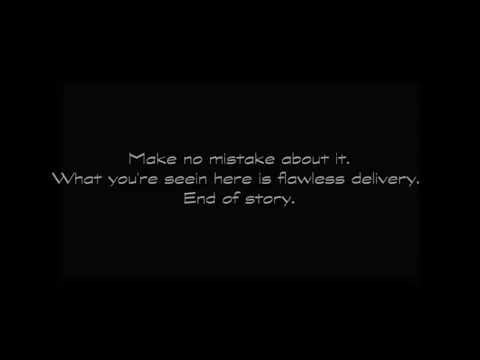 Make no mistake about it.
What you're seein here is flawless delivery.
End of story.